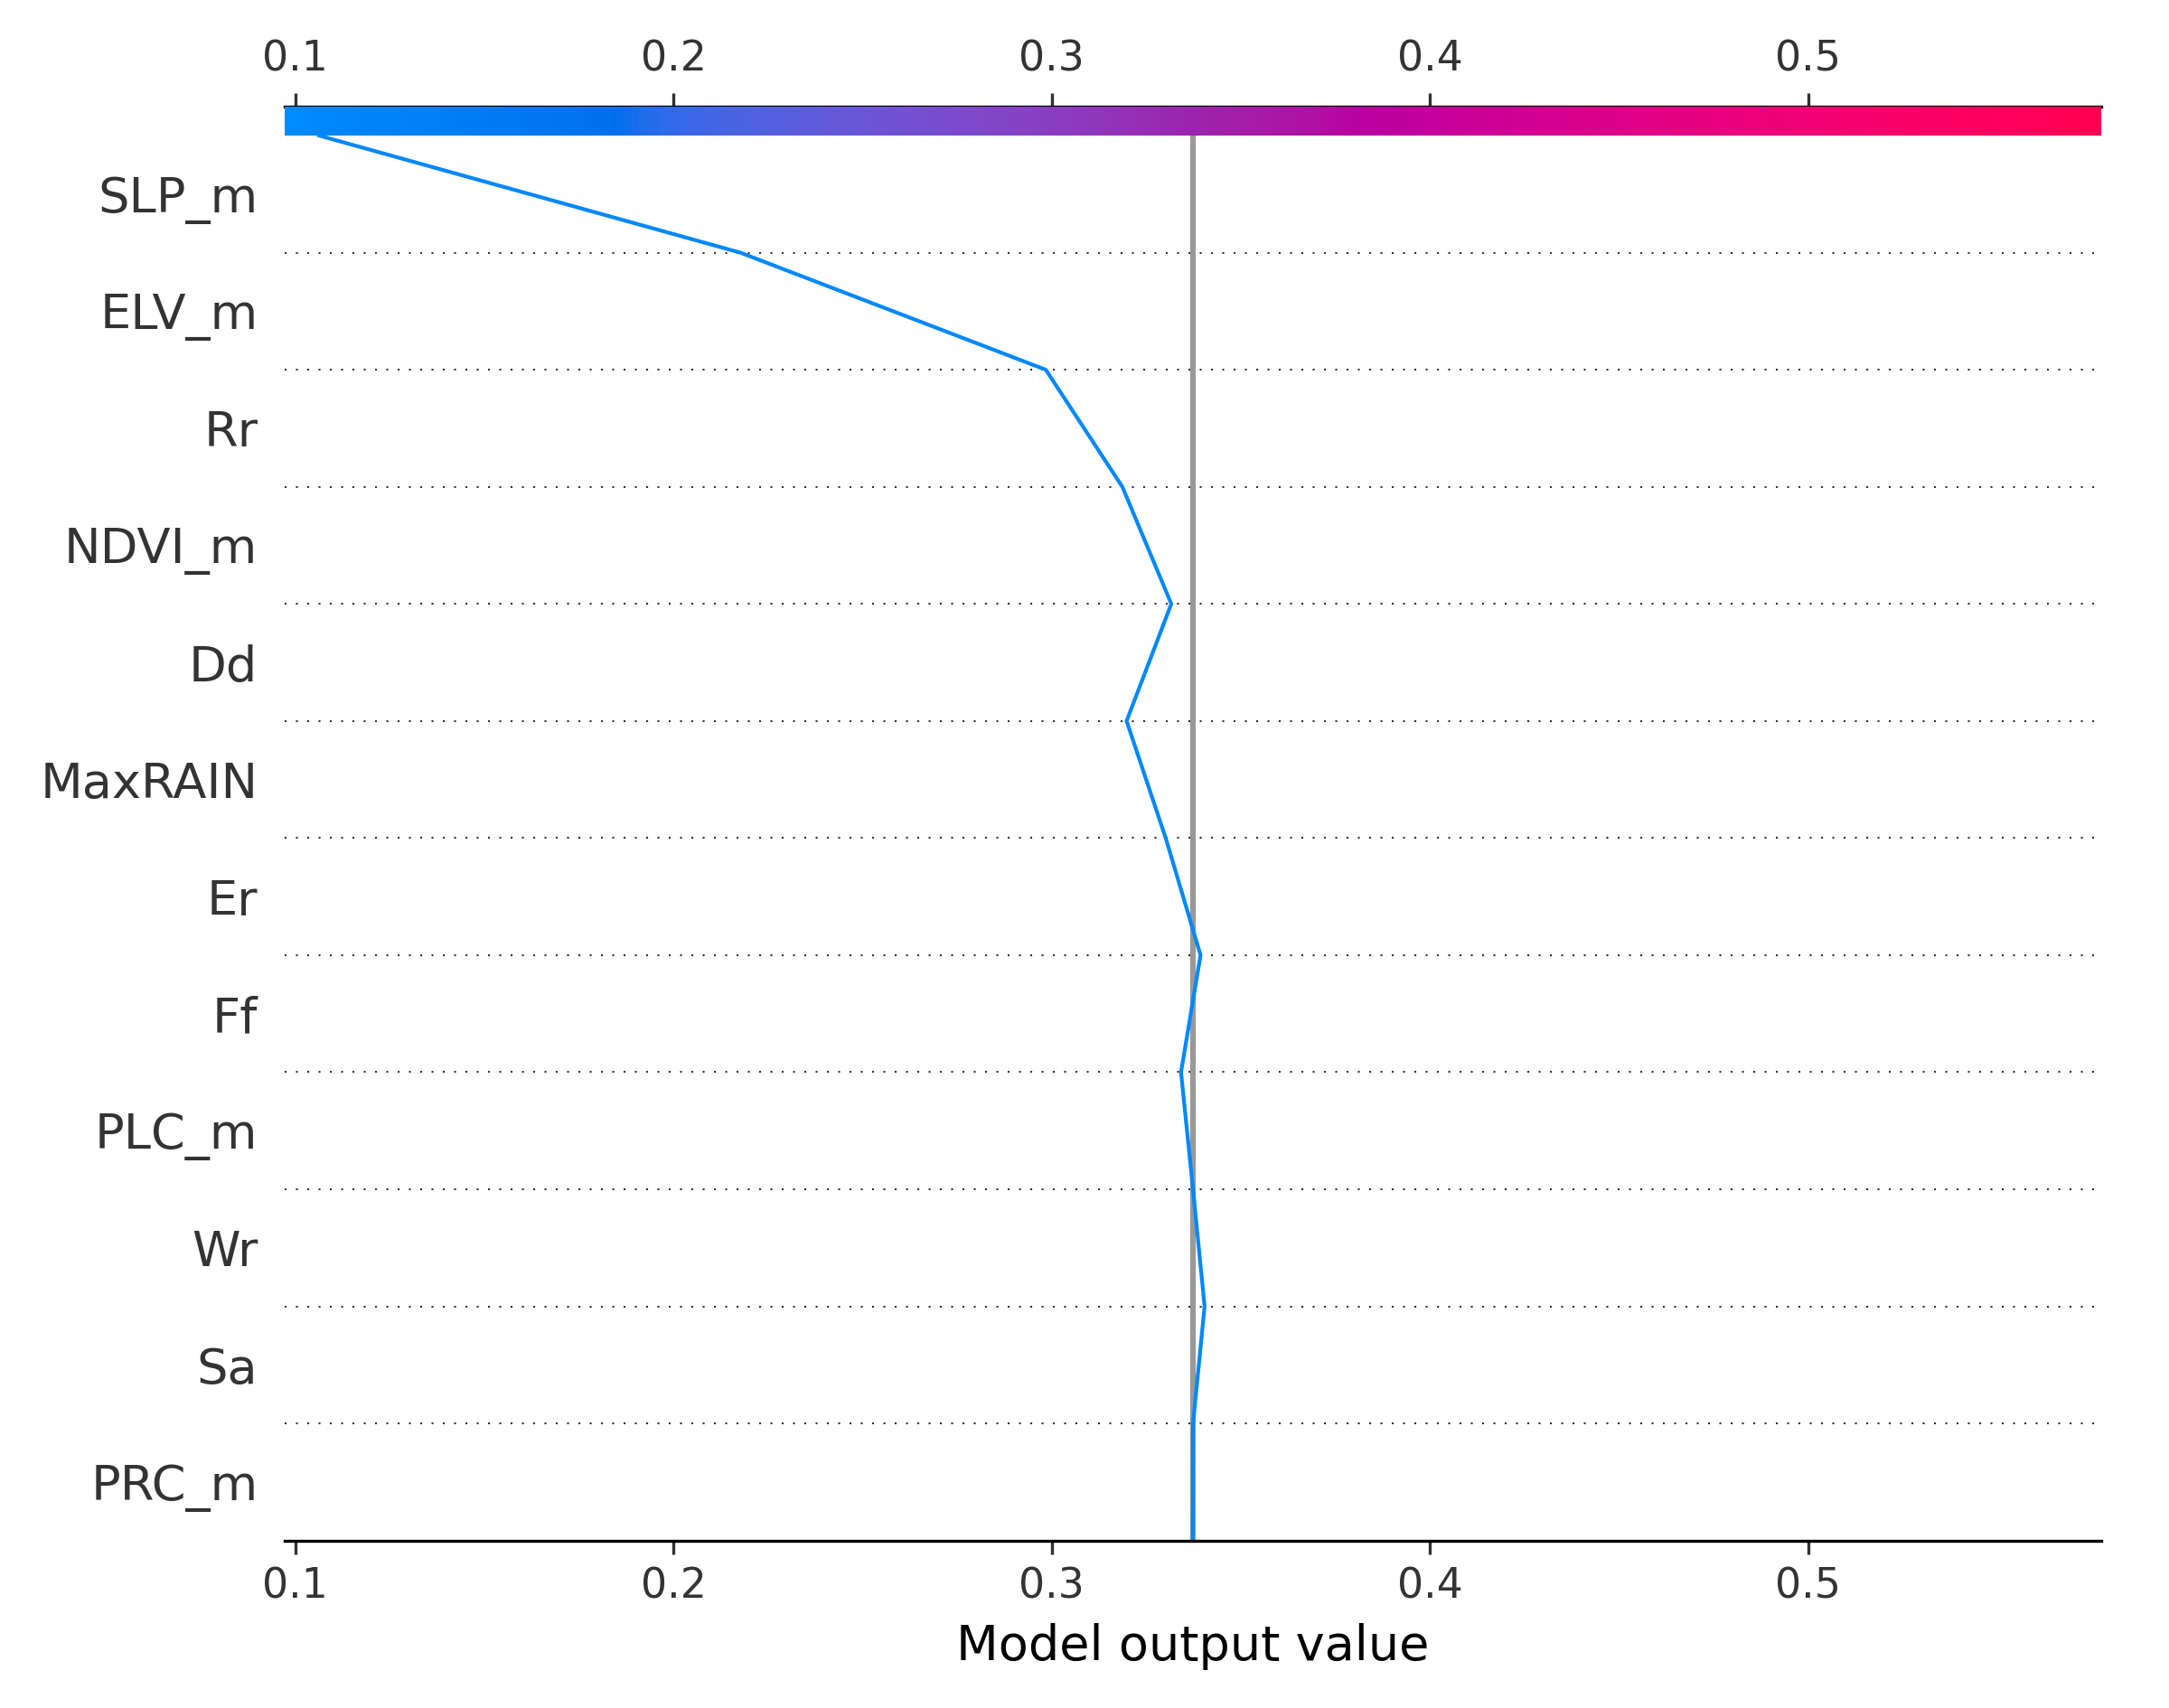 0.1 0.2 0.3 0.4 0.5
SLP_m
ELV_m
Rr
NDVI_m
Dd
MaxRAIN
Er
Ff
PLC_m
Wr
Sa
PRC_m
0.1 0.2 0.3 0.4 0.5
Model output value